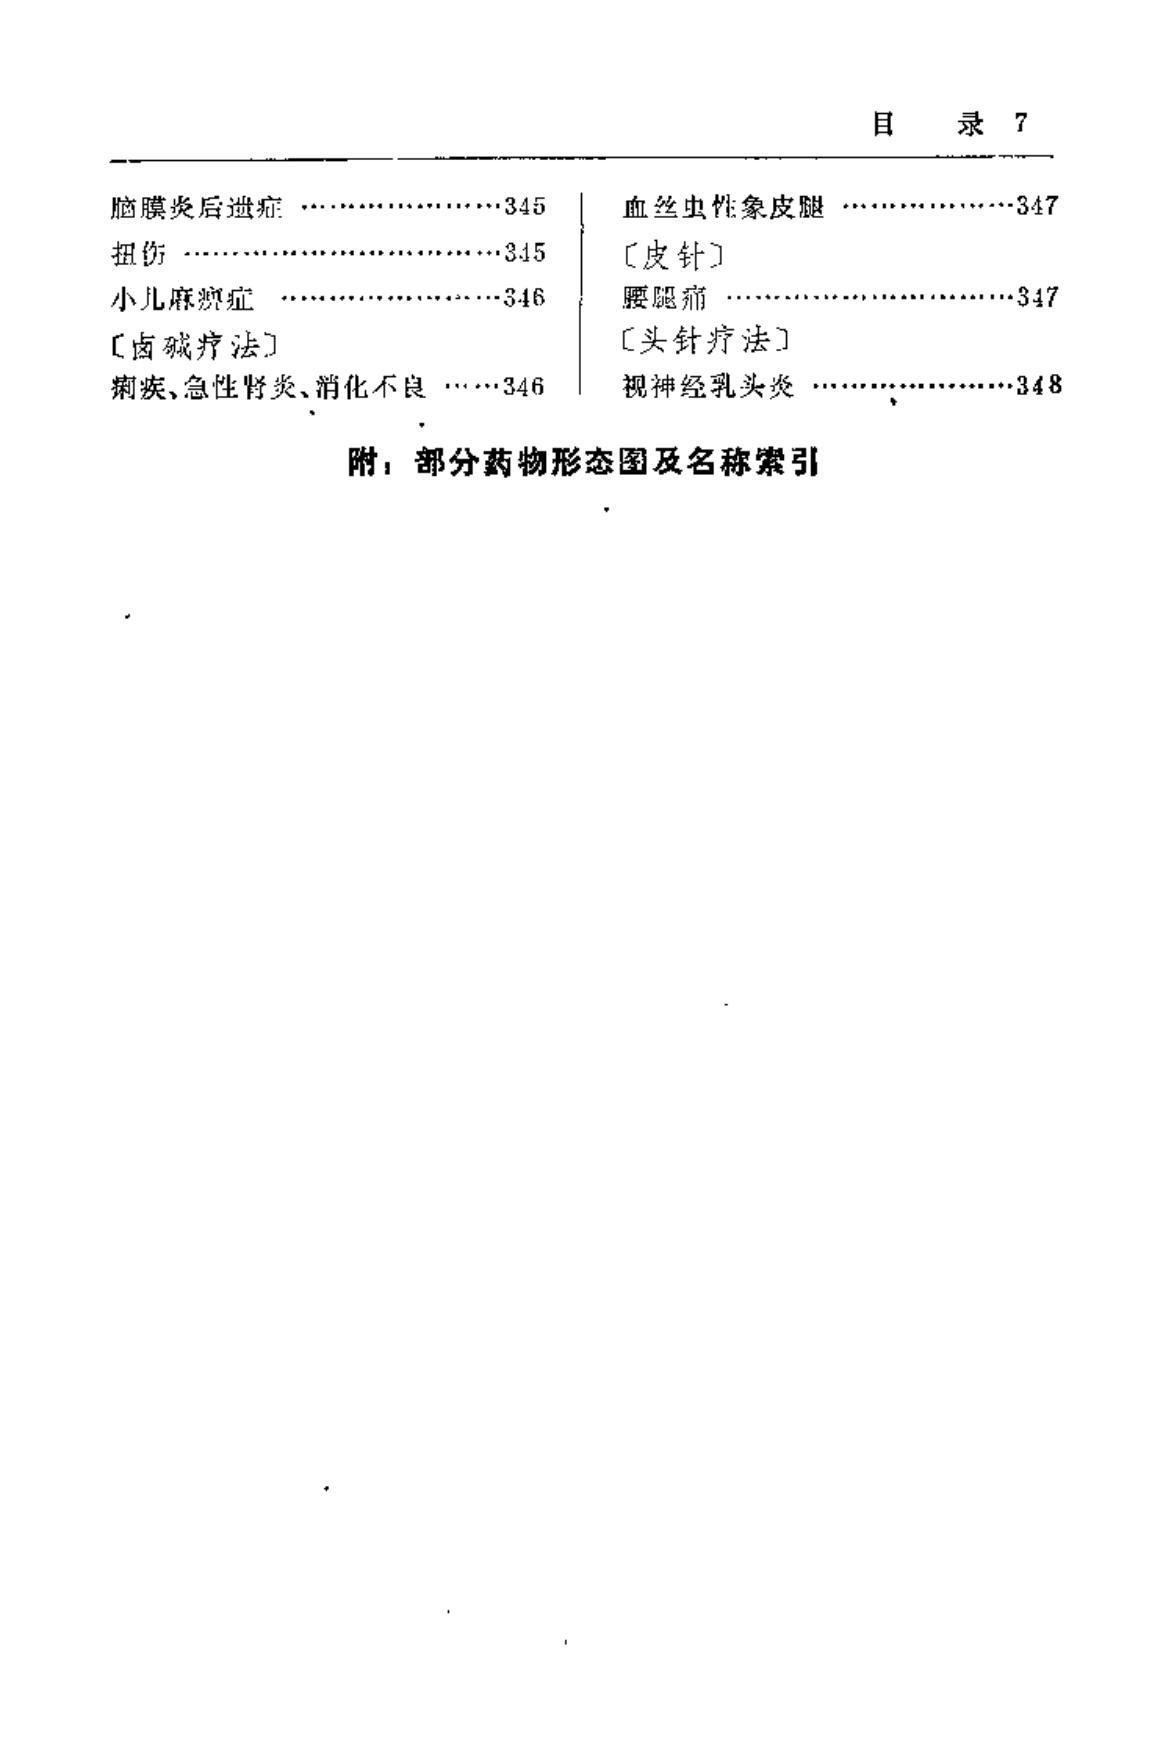 目 录 7
脑膜炎后遗症 …………………345
扭伤 ……………………………345
小儿麻痹症 …………………346
〔卤碱疗法〕
痢疾、急性肾炎、消化不良 ……346
血丝虫性象皮腿 ………………347
〔皮针〕
腰腿痛 …………………………347
〔头针疗法〕
视神经乳头炎 …………………348
附：部分药物形态图及名称索引